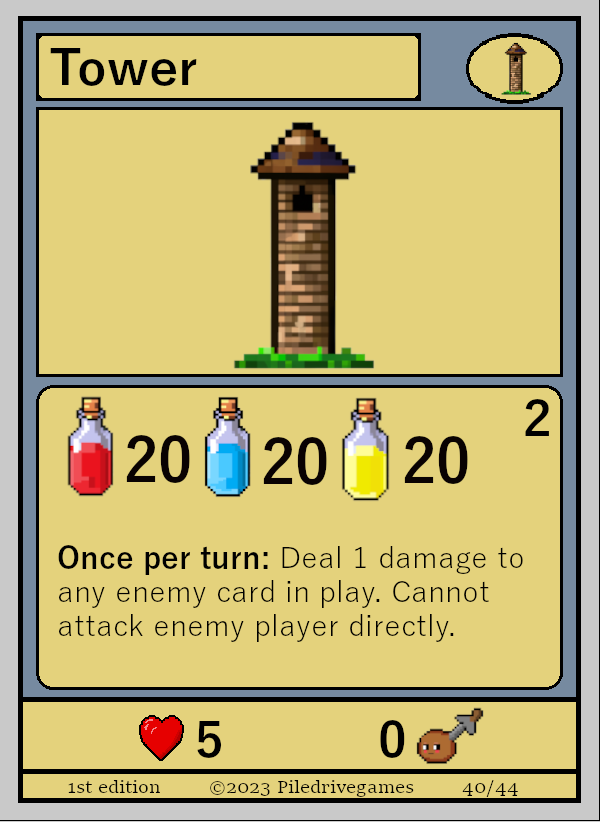 Tower
2
20 20 20
Once per turn: Deal 1 damage to
any enemy card in play. Cannot
attack enemy player directly.
5 0
1st edition ©2023 Piledrivegames 40/44